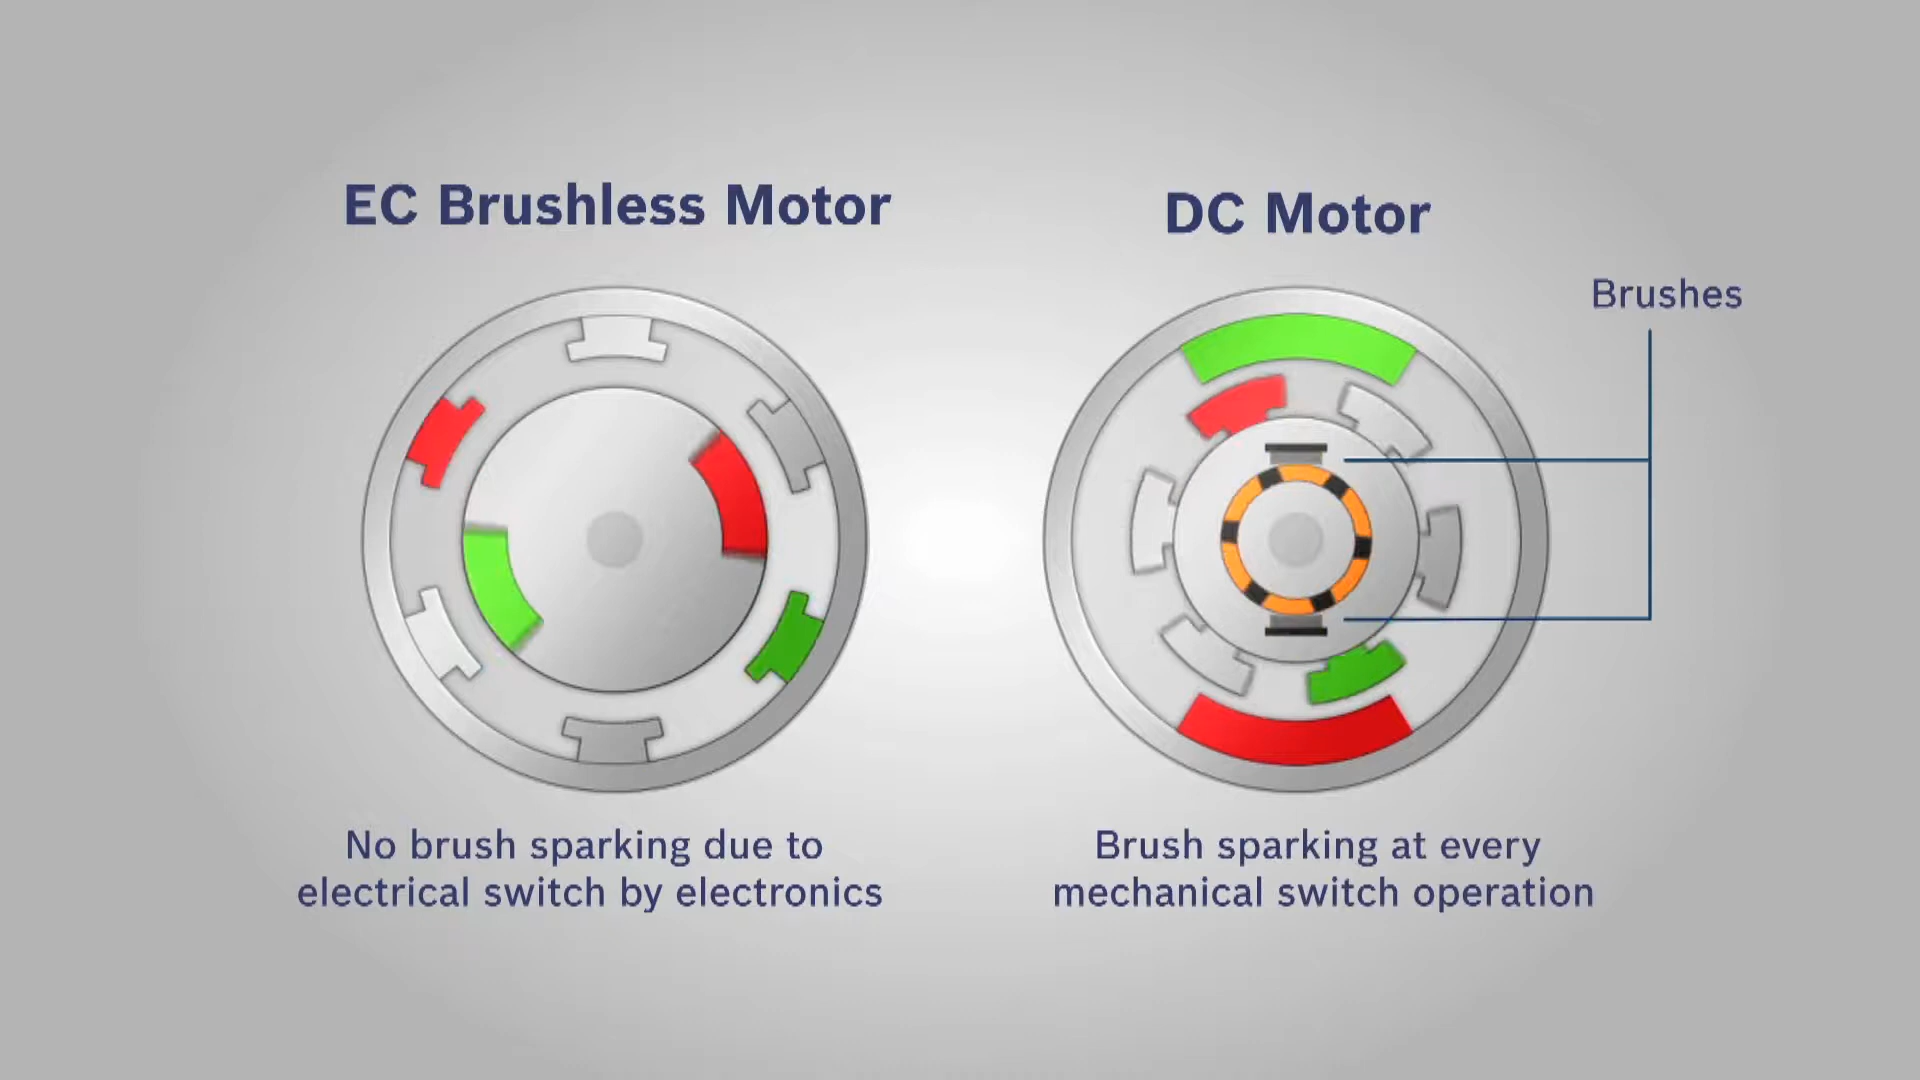 EC Brushless Motor
DC Motor
Brushes
No brush sparking due to
electrical switch by electronics
Brush sparking at every
mechanical switch operation